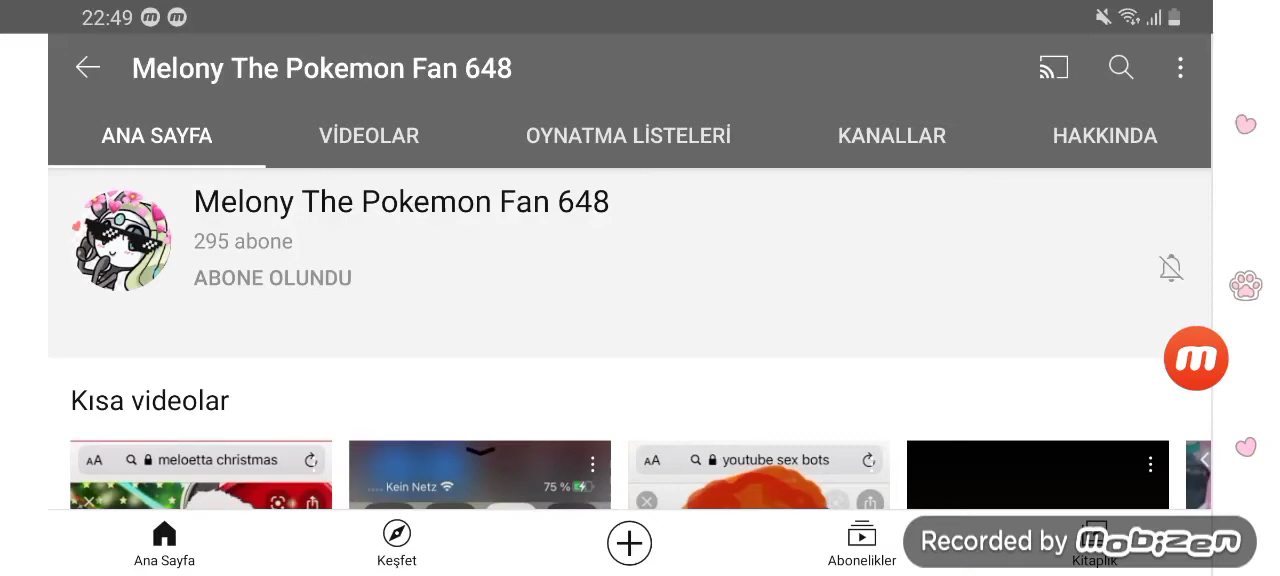 22:49
Melony The Pokemon Fan 648
ANA SAYFA VİDEOLAR OYNATMA LİSTELERİ KANALLAR HAKKINDA
Melony The Pokemon Fan 648
295 abone
ABONE OLUNDU
m
Kısa videolar
AA meloetta christmas
.... Kein Netz 75 %
AA youtube sex bots
Ana Sayfa Keşfet Abonelikler Kitaplık
Recorded by mobizen